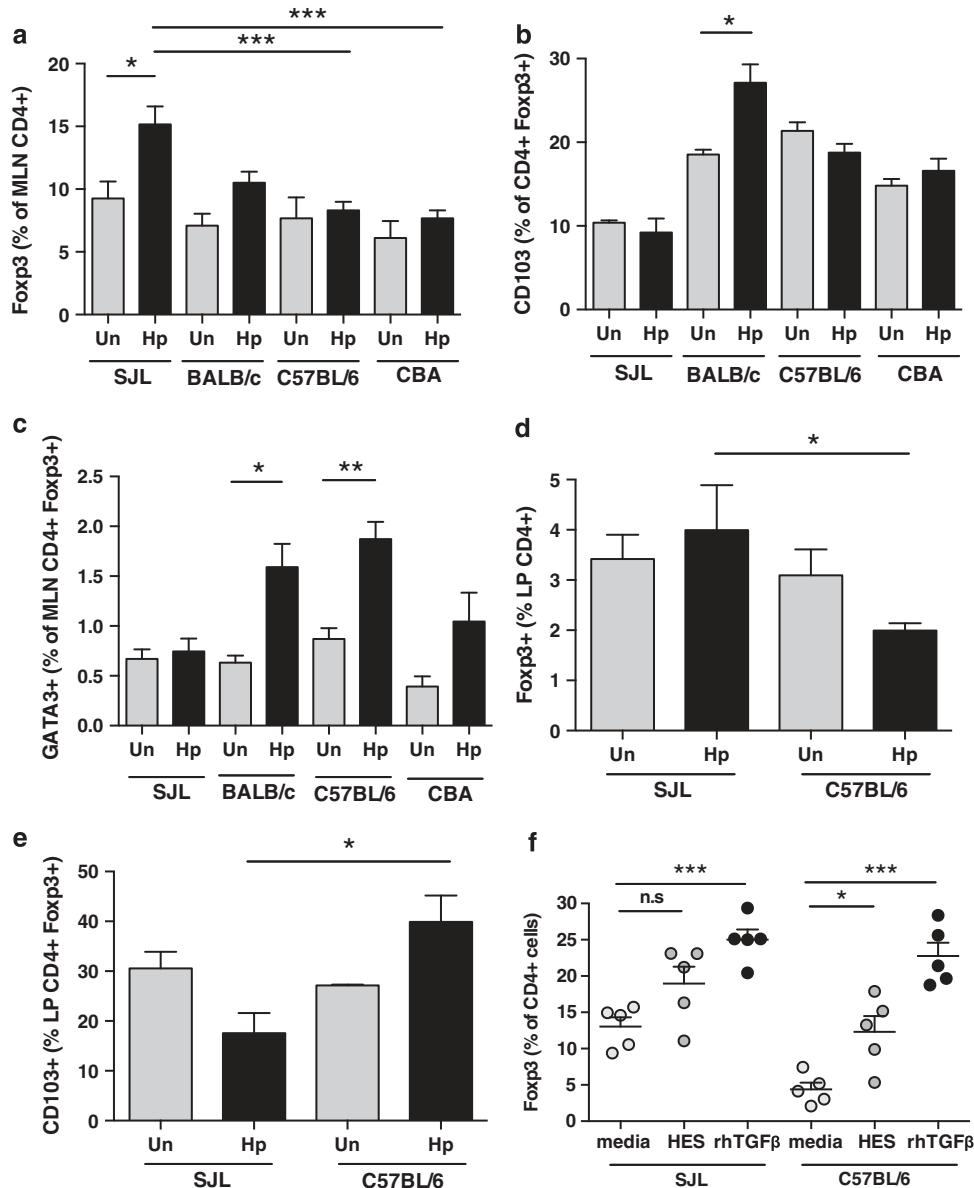 a
***
***
*
Foxp3 (% of MLN CD4+)
20
15
10
5
0
Un Hp Un Hp Un Hp Un Hp
SJL BALB/c C57BL/6 CBA
b
*
CD103 (% of CD4+ Foxp3+)
30
20
10
0
Un Hp Un Hp Un Hp Un Hp
SJL BALB/c C57BL/6 CBA
c
* **
GATA3+ (% of MLN CD4+ Foxp3+)
2.5
2.0
1.5
1.0
0.5
0.0
Un Hp Un Hp Un Hp Un Hp
SJL BALB/c C57BL/6 CBA
d
*
Foxp3+ (% LP CD4+)
5
4
3
2
1
0
Un Hp Un Hp
SJL C57BL/6
e
*
CD103+ (% LP CD4+ Foxp3+)
50
40
30
20
10
0
Un Hp Un Hp
SJL C57BL/6
f
*** ***
n.s *
Foxp3 (% of CD4+ cells)
30
25
20
15
10
5
0
media HES rhTGFβ media HES rhTGFβ
SJL C57BL/6